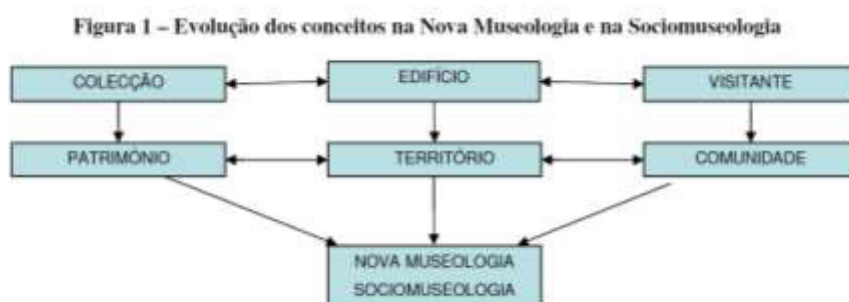 Figura 1 – Evolução dos conceitos na Nova Museologia e na Sociomuseologia
COLECÇÃO
EDIFÍCIO
VISITANTE
PATRIMÓNIO
TERRITÓRIO
COMUNIDADE
NOVA MUSEOLOGIA
SOCIOMUSEOLOGIA